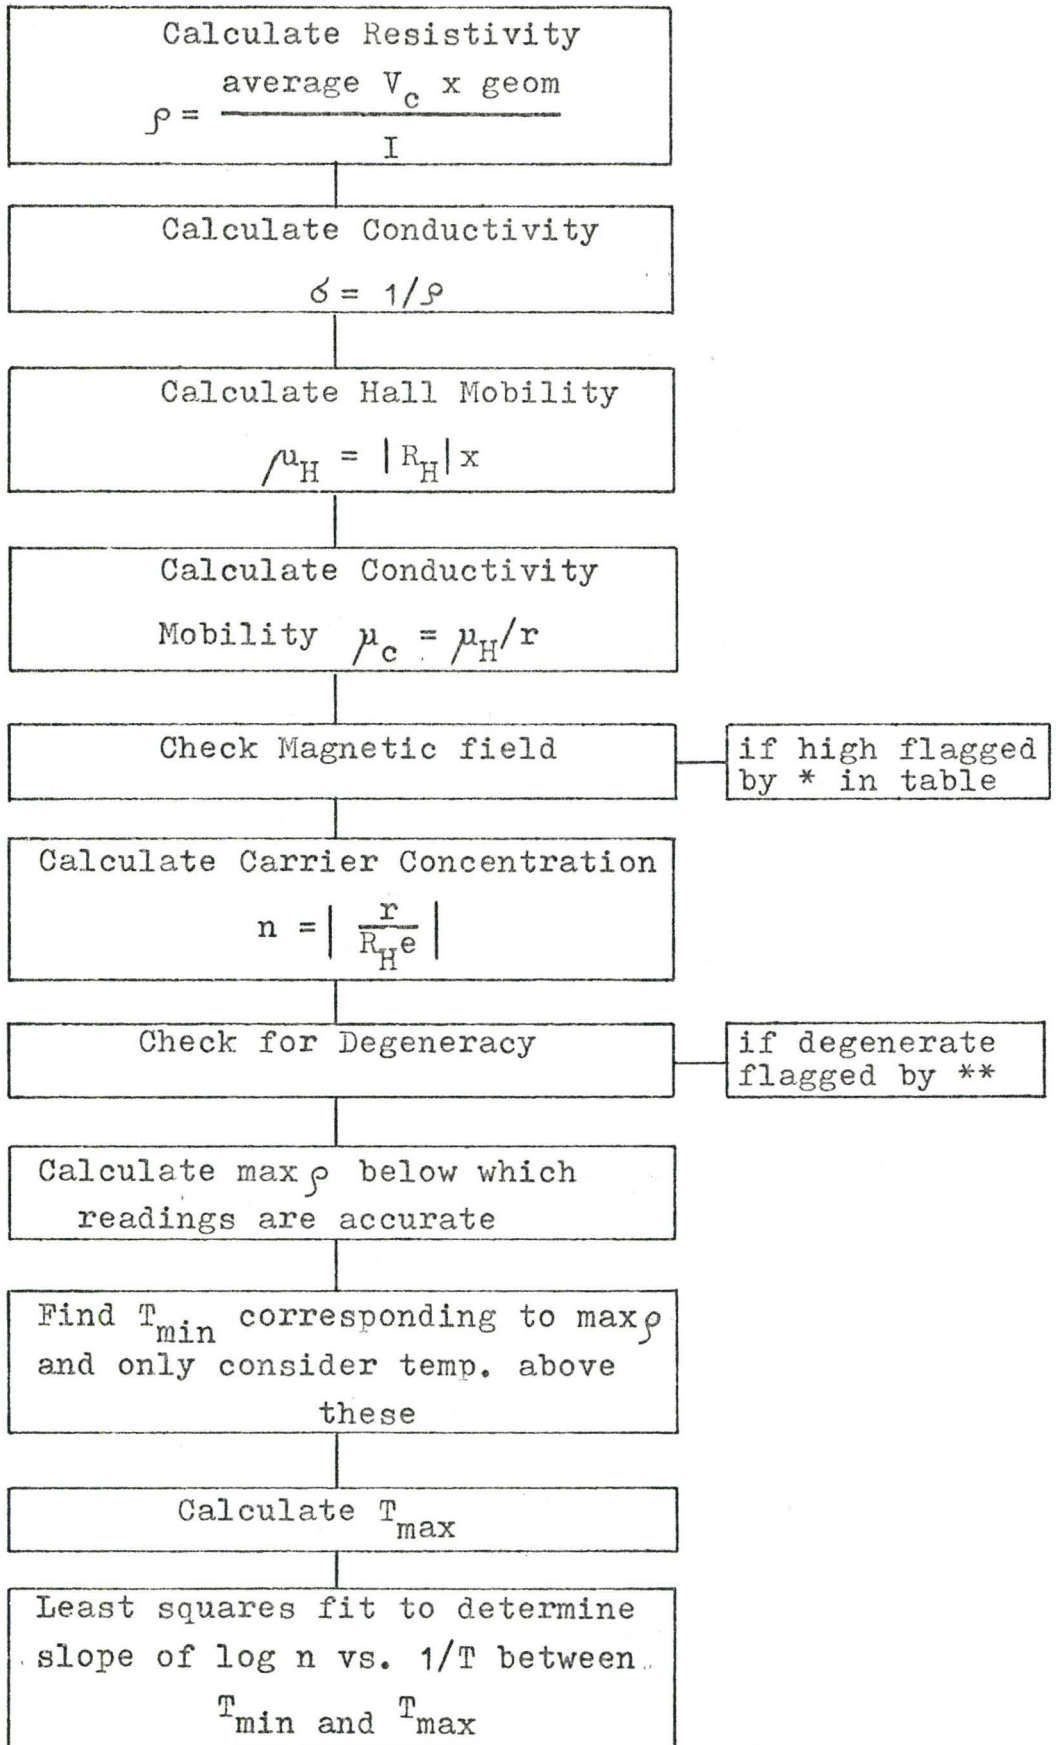 Calculate Resistivity
average V_c x geom
ρ = 
I
Calculate Conductivity
σ = 1/ρ
Calculate Hall Mobility
μ_H = |R_H| x
Calculate Conductivity
Mobility μ_c = μ_H/r
Check Magnetic field
if high flagged
by * in table
Calculate Carrier Concentration
n = | r / R_H e |
Check for Degeneracy
if degenerate
flagged by **
Calculate max ρ below which
readings are accurate
Find T_min corresponding to max ρ
and only consider temp. above
these
Calculate T_max
Least squares fit to determine
slope of log n vs. 1/T between
T_min and T_max